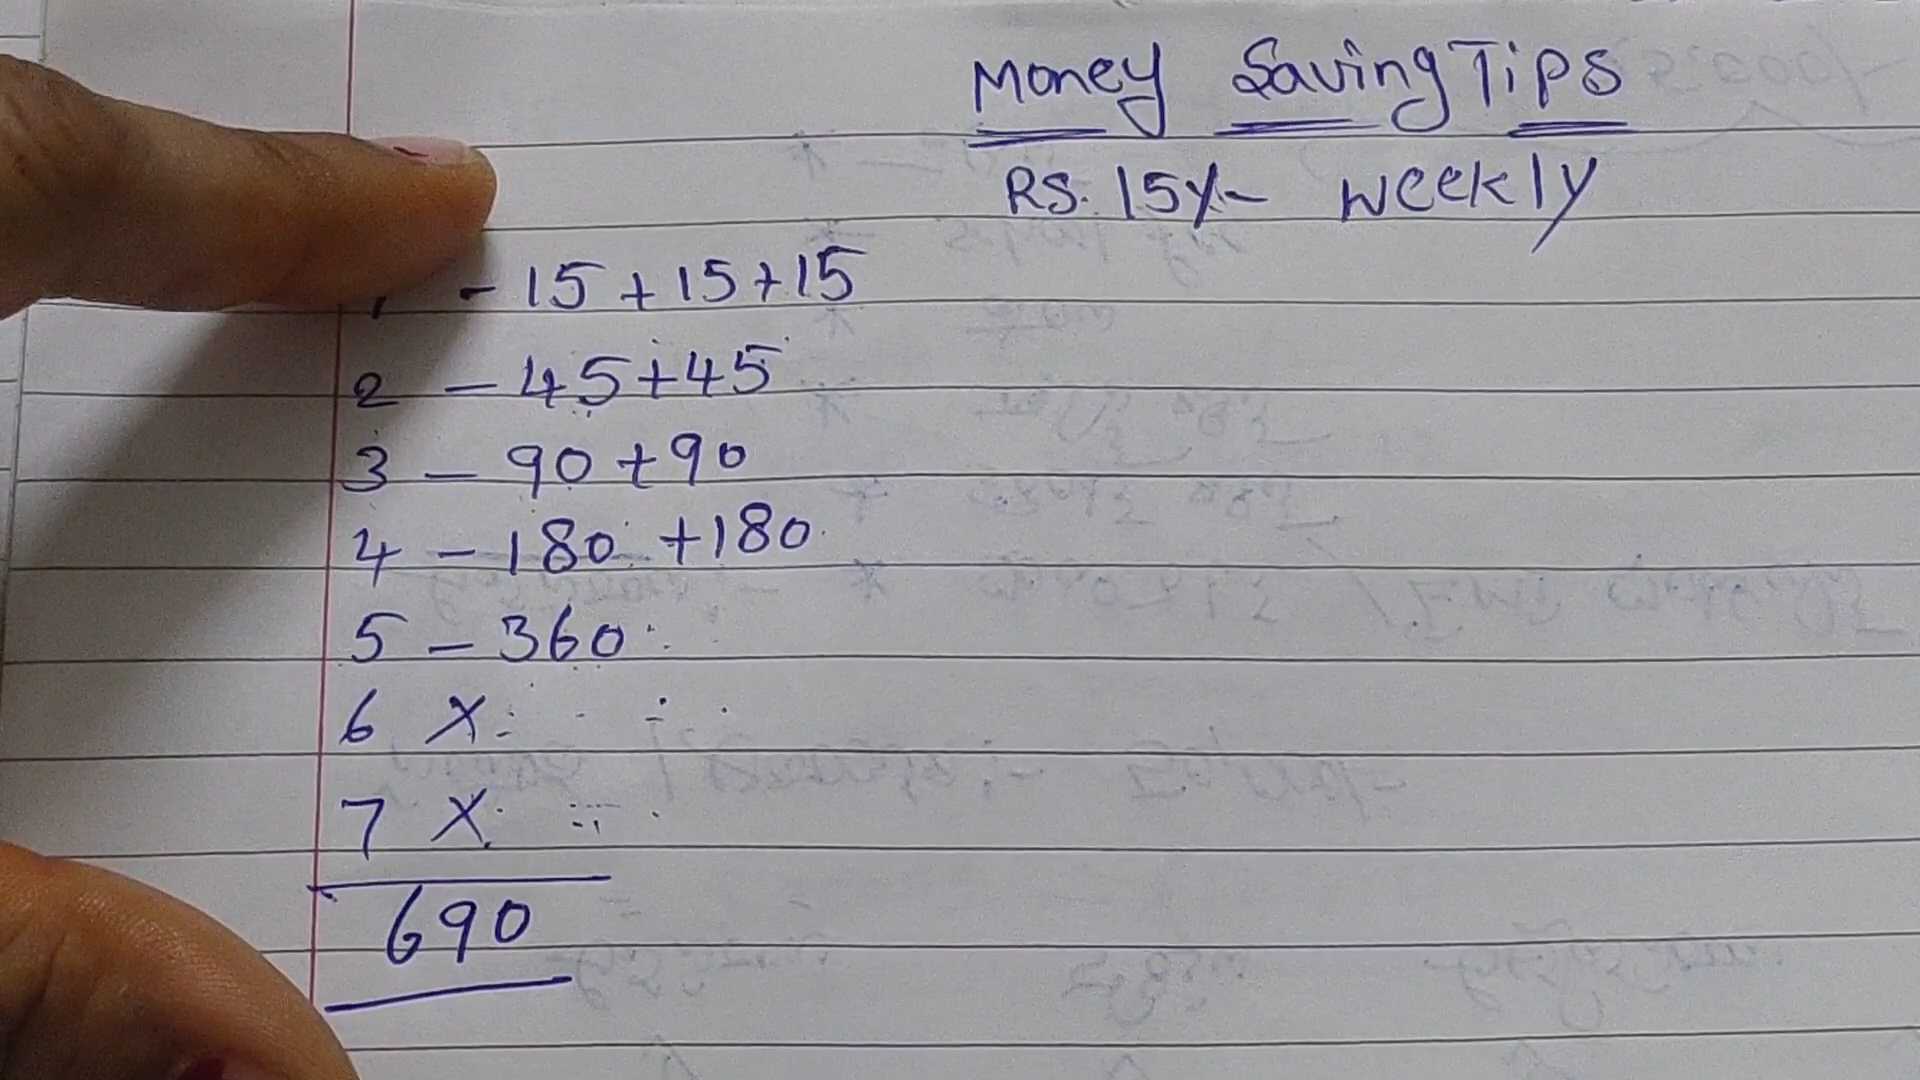 Money Saving Tips
RS. 15/- weekly
1 - 15 + 15 + 15
2 - 45 + 45
3 - 90 + 90
4 - 180 + 180
5 - 360
6 X
7 X
690